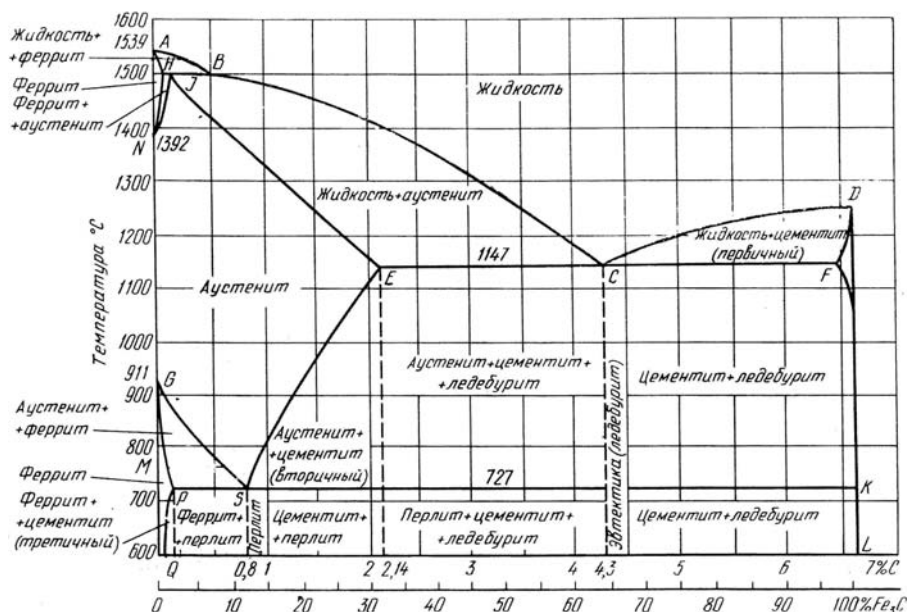 1600
Жидкость+
+феррит
1539
A
H
B
1500
J
Феррит
Феррит+
+аустенит
1400
N
1392
Жидкость
1300
Жидкость+аустенит
D
1200
Жидкость+цементит
(первичный)
1147
E
C
F
1100
Температура °С
Аустенит
1000
911
G
900
Аустенит+
+феррит
800
M
Аустенит+цементит+
+ледебурит
Цементит+ледебурит
Аустенит+
+цементит
(вторичный)
Эвтектика (ледебурит)
727
K
Феррит
700
P
S
Феррит+
+цементит
(третичный)
Феррит+
+перлит
Перлит
Цементит+
+перлит
Перлит+цементит+
+ледебурит
Цементит+ледебурит
600
L
Q 0,8 1 2 2,14 3 4 4,3 5 6 7%C
0 10 20 30 40 50 60 70 80 90 100%Fe₃C